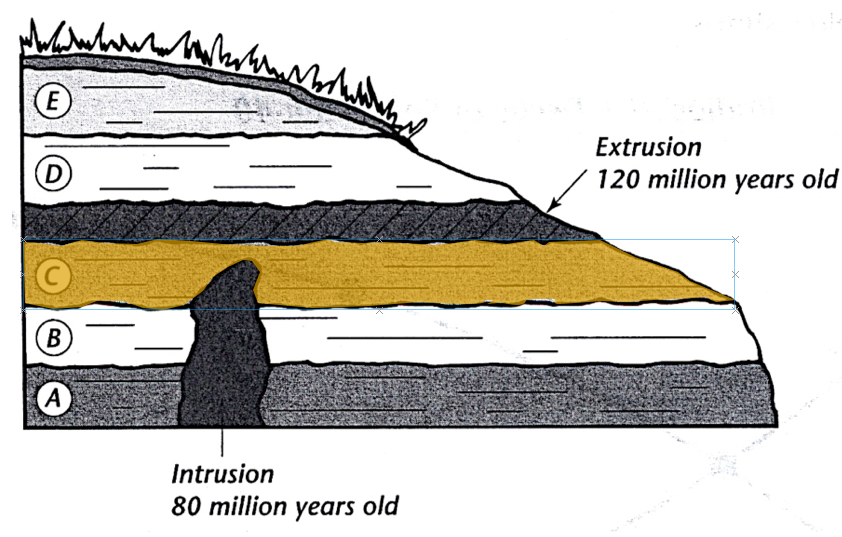 E
D
Extrusion
120 million years old
C
B
A
Intrusion
80 million years old